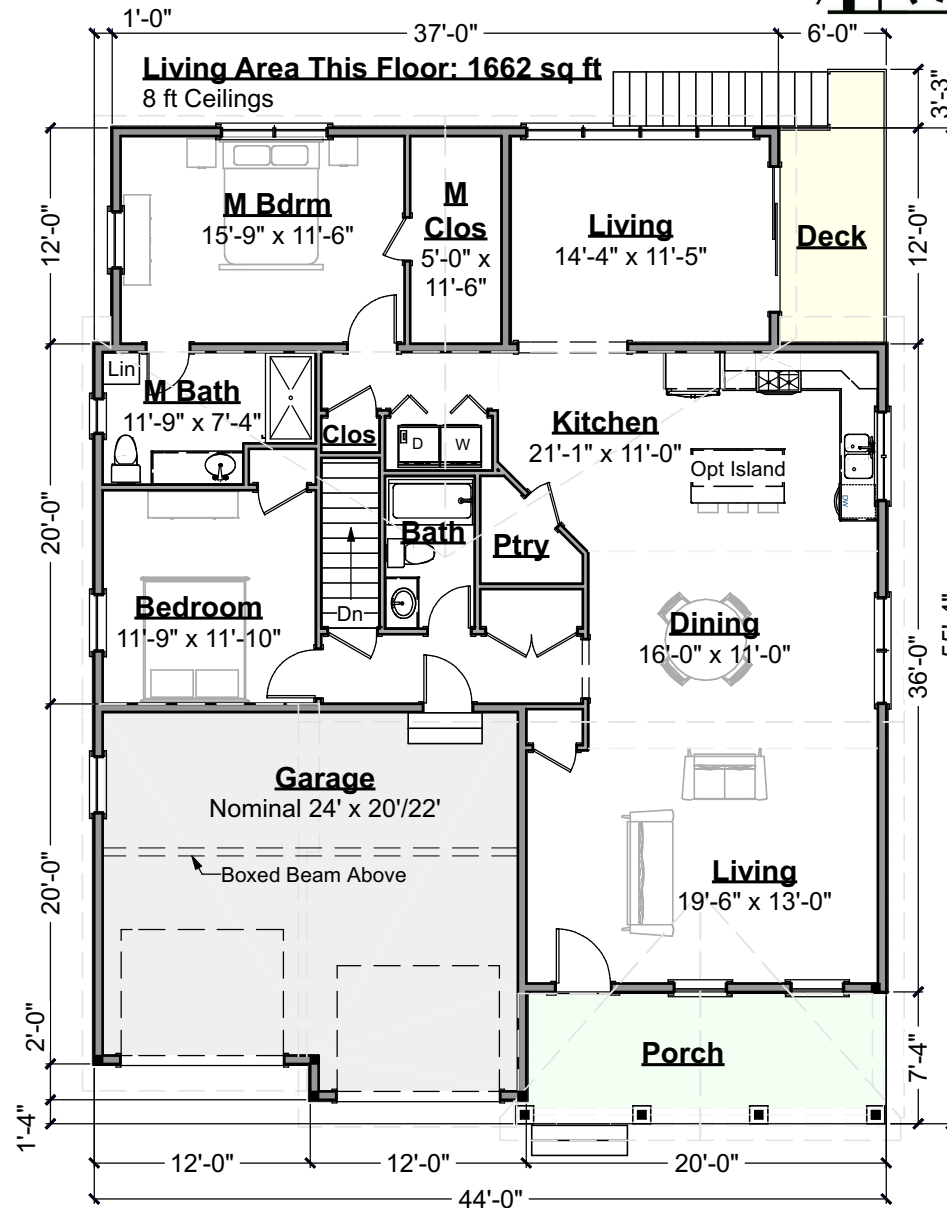 1'-0"
37'-0"
6'-0"
Living Area This Floor: 1662 sq ft
8 ft Ceilings
3'-3"
12'-0"
M Bdrm
15'-9" x 11'-6"
M
Clos
5'-0" x
11'-6"
Living
14'-4" x 11'-5"
Deck
12'-0"
Lin
M Bath
11'-9" x 7'-4"
Clos
D
W
Kitchen
21'-1" x 11'-0"
Opt Island
DW
20'-0"
Bath
Ptry
Bedroom
11'-9" x 11'-10"
Dn
Dining
16'-0" x 11'-0"
36'-0"
Garage
Nominal 24' x 20'/22'
Boxed Beam Above
20'-0"
Living
19'-6" x 13'-0"
2'-0"
Porch
7'-4"
1'-4"
12'-0"
12'-0"
20'-0"
44'-0"